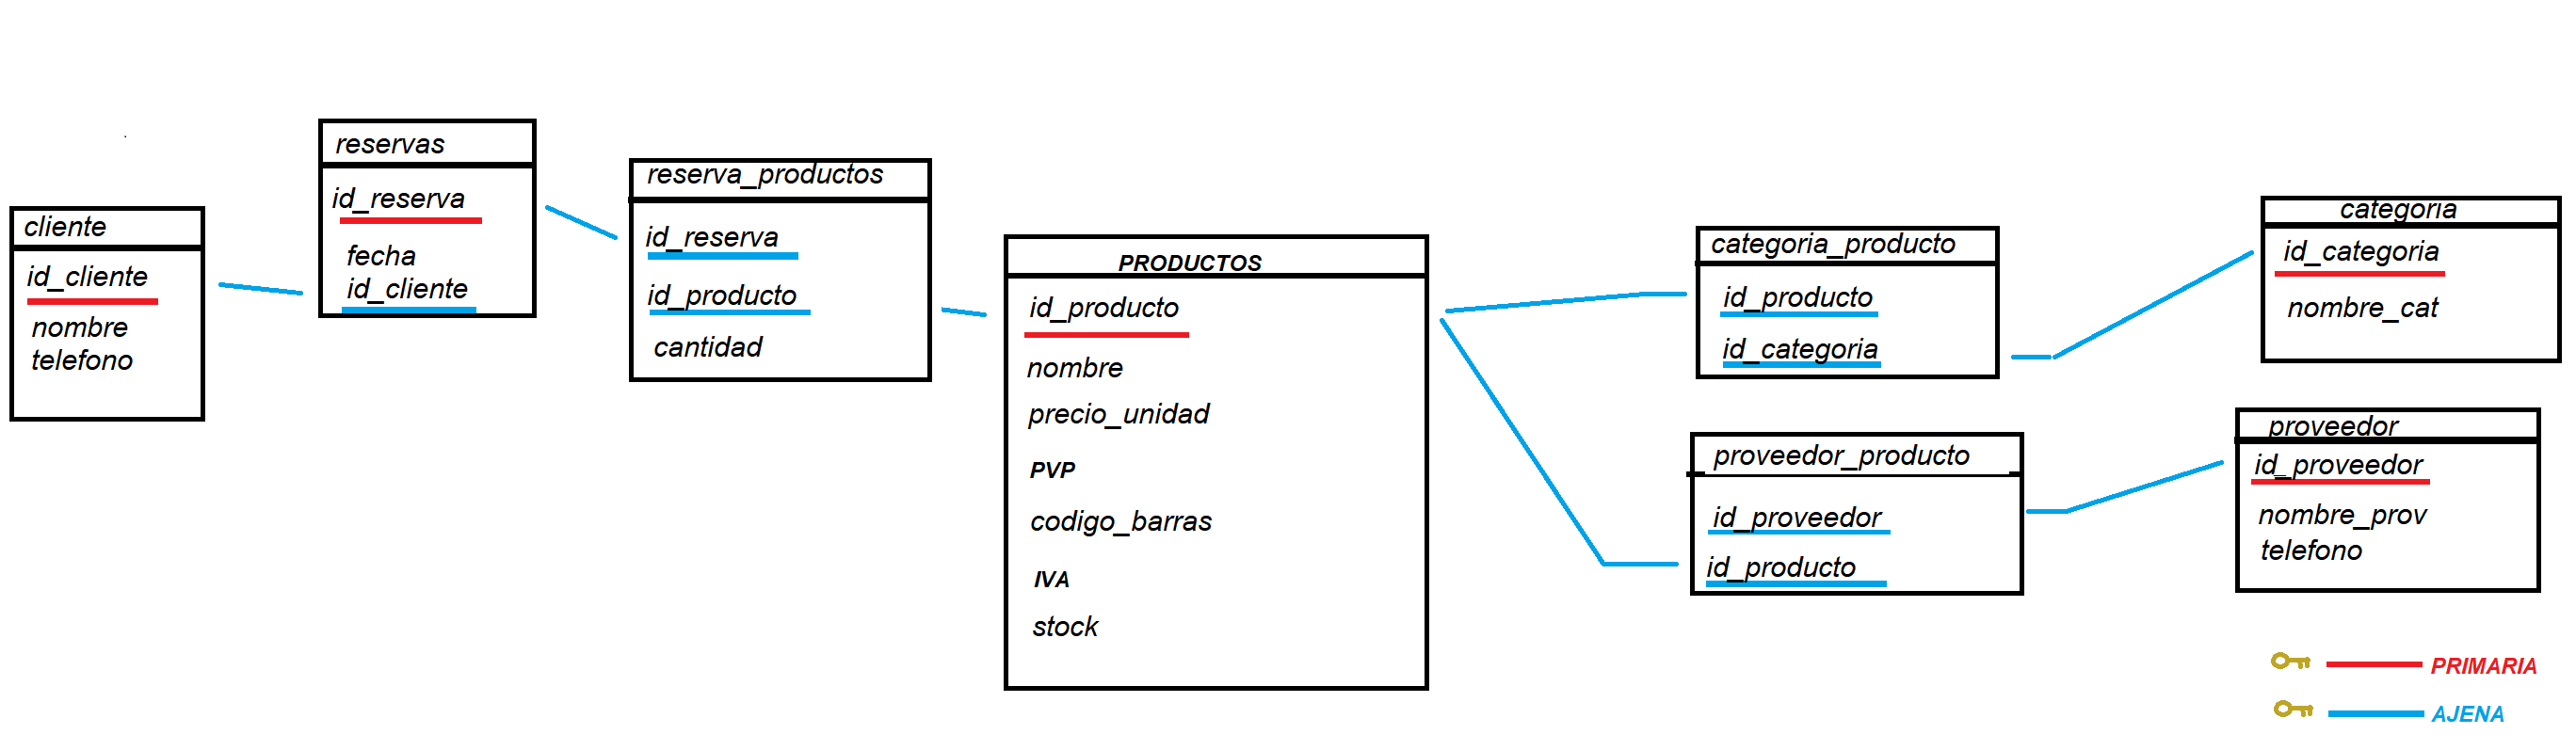 cliente
id_cliente
nombre
telefono
reservas
id_reserva
fecha
id_cliente
reserva_productos
id_reserva
id_producto
cantidad
PRODUCTOS
id_producto
nombre
precio_unidad
PVP
codigo_barras
IVA
stock
categoria_producto
id_producto
id_categoria
proveedor_producto
id_proveedor
id_producto
categoria
id_categoria
nombre_cat
proveedor
id_proveedor
nombre_prov
telefono
PRIMARIA
AJENA